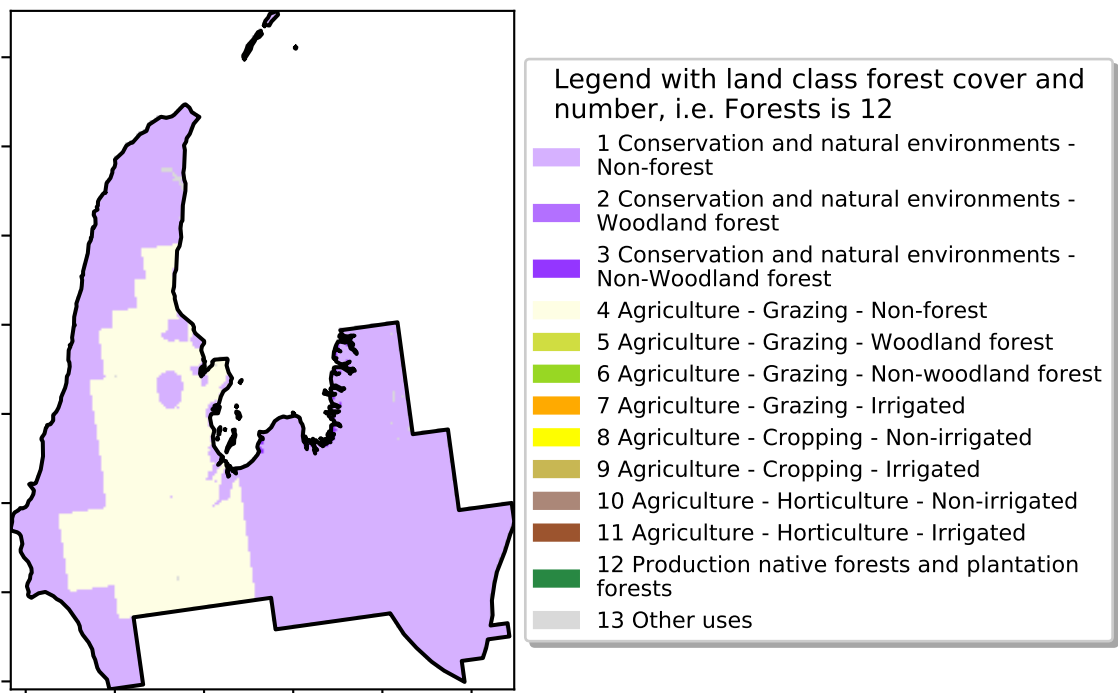 Legend with land class forest cover and
number, i.e. Forests is 12
1 Conservation and natural environments -
Non-forest
2 Conservation and natural environments -
Woodland forest
3 Conservation and natural environments -
Non-Woodland forest
4 Agriculture - Grazing - Non-forest
5 Agriculture - Grazing - Woodland forest
6 Agriculture - Grazing - Non-woodland forest
7 Agriculture - Grazing - Irrigated
8 Agriculture - Cropping - Non-irrigated
9 Agriculture - Cropping - Irrigated
10 Agriculture - Horticulture - Non-irrigated
11 Agriculture - Horticulture - Irrigated
12 Production native forests and plantation
forests
13 Other uses